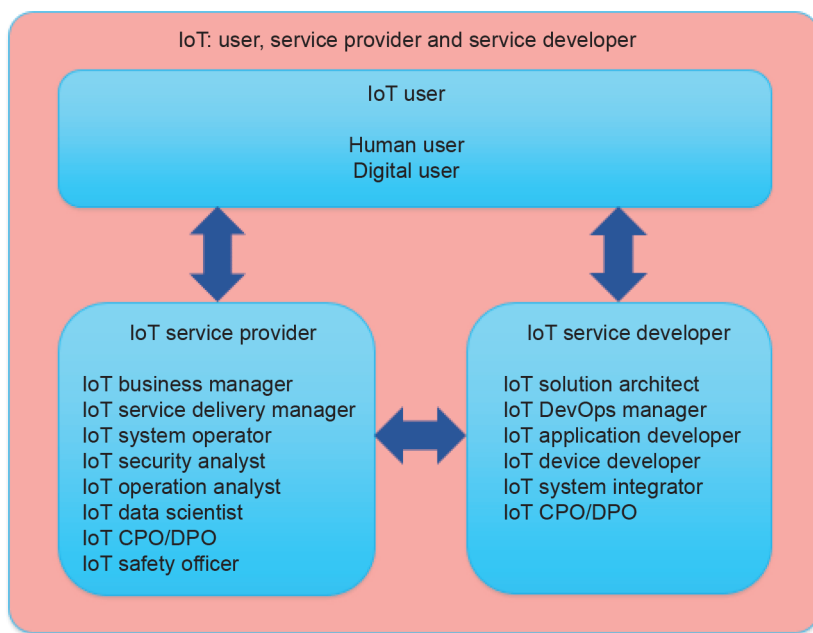 IoT: user, service provider and service developer
IoT user
Human user
Digital user
IoT service provider
IoT business manager
IoT service delivery manager
IoT system operator
IoT security analyst
IoT operation analyst
IoT data scientist
IoT CPO/DPO
IoT safety officer
IoT service developer
IoT solution architect
IoT DevOps manager
IoT application developer
IoT device developer
IoT system integrator
IoT CPO/DPO